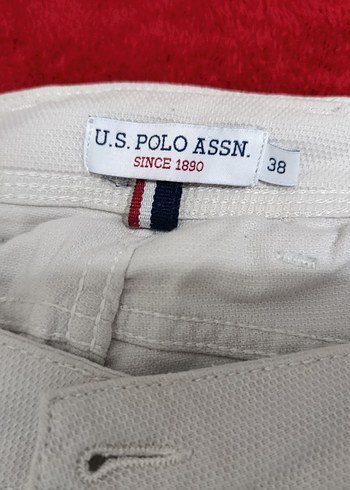 U.S. POLO ASSN.
SINCE 1890
38